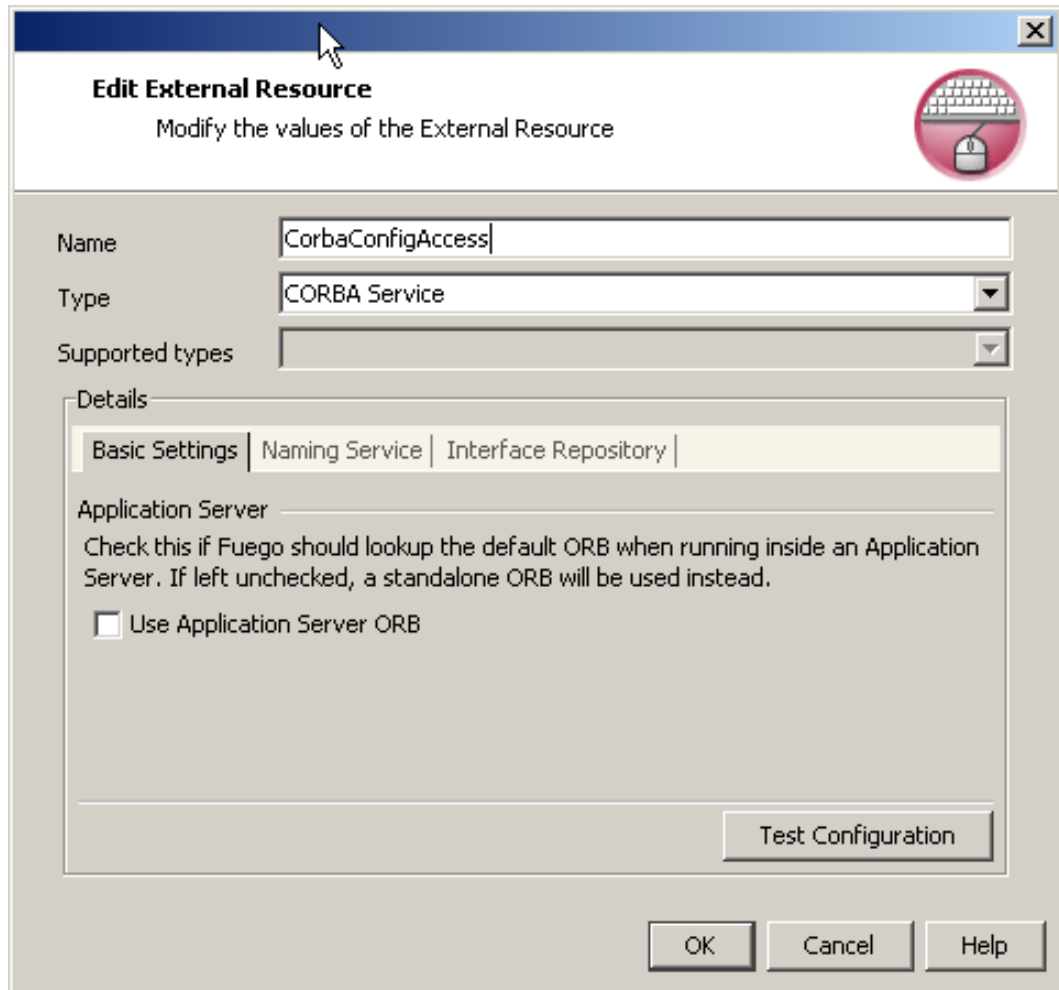 Edit External Resource
Modify the values of the External Resource
Name
CorbaConfigAccess
Type
CORBA Service
Supported types
Details
Basic Settings Naming Service Interface Repository
Application Server
Check this if Fuego should lookup the default ORB when running inside an Application
Server. If left unchecked, a standalone ORB will be used instead.
Use Application Server ORB
Test Configuration
OK Cancel Help